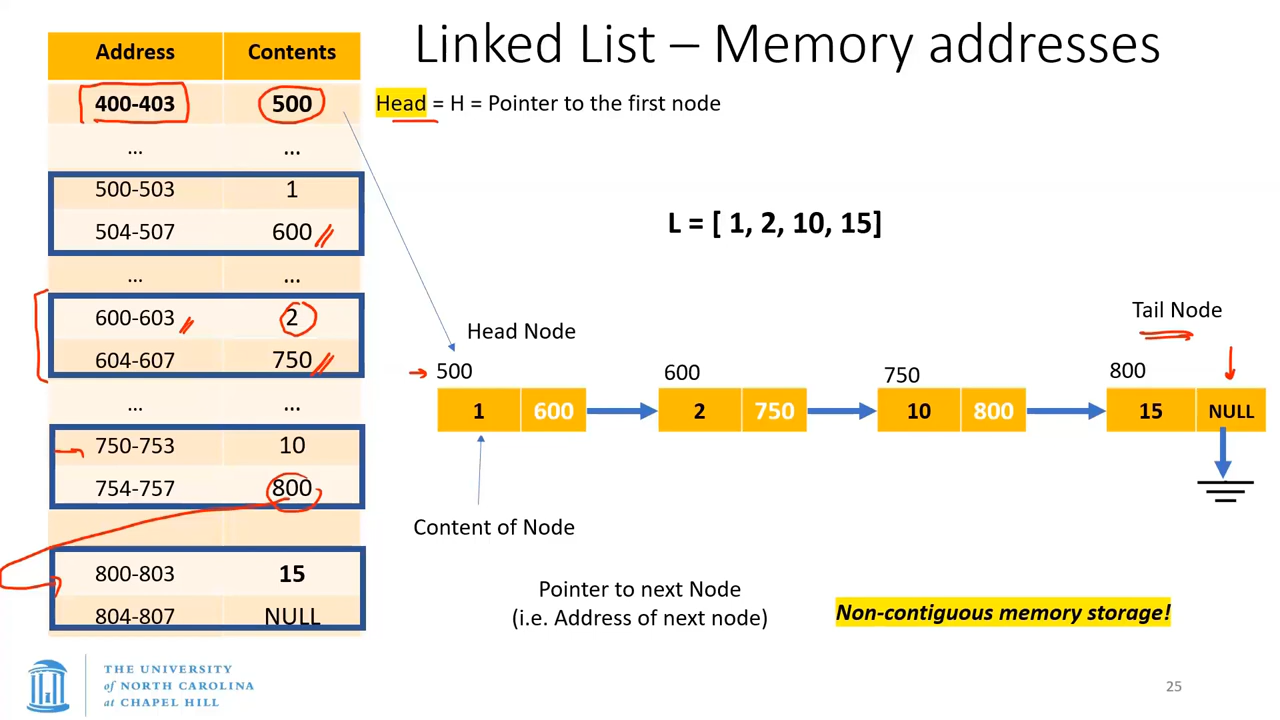 Linked List – Memory addresses
Address Contents
400-403 500
... ...
500-503 1
504-507 600
... ...
600-603 2
604-607 750
... ...
750-753 10
754-757 800
800-803 15
804-807 NULL
Head = H = Pointer to the first node
L = [ 1, 2, 10, 15]
Head Node
Tail Node
500 600 750 800
1 600 2 750 10 800 15 NULL
Content of Node
Pointer to next Node
(i.e. Address of next node)
Non-contiguous memory storage!
THE UNIVERSITY
of NORTH CAROLINA
at CHAPEL HILL
25